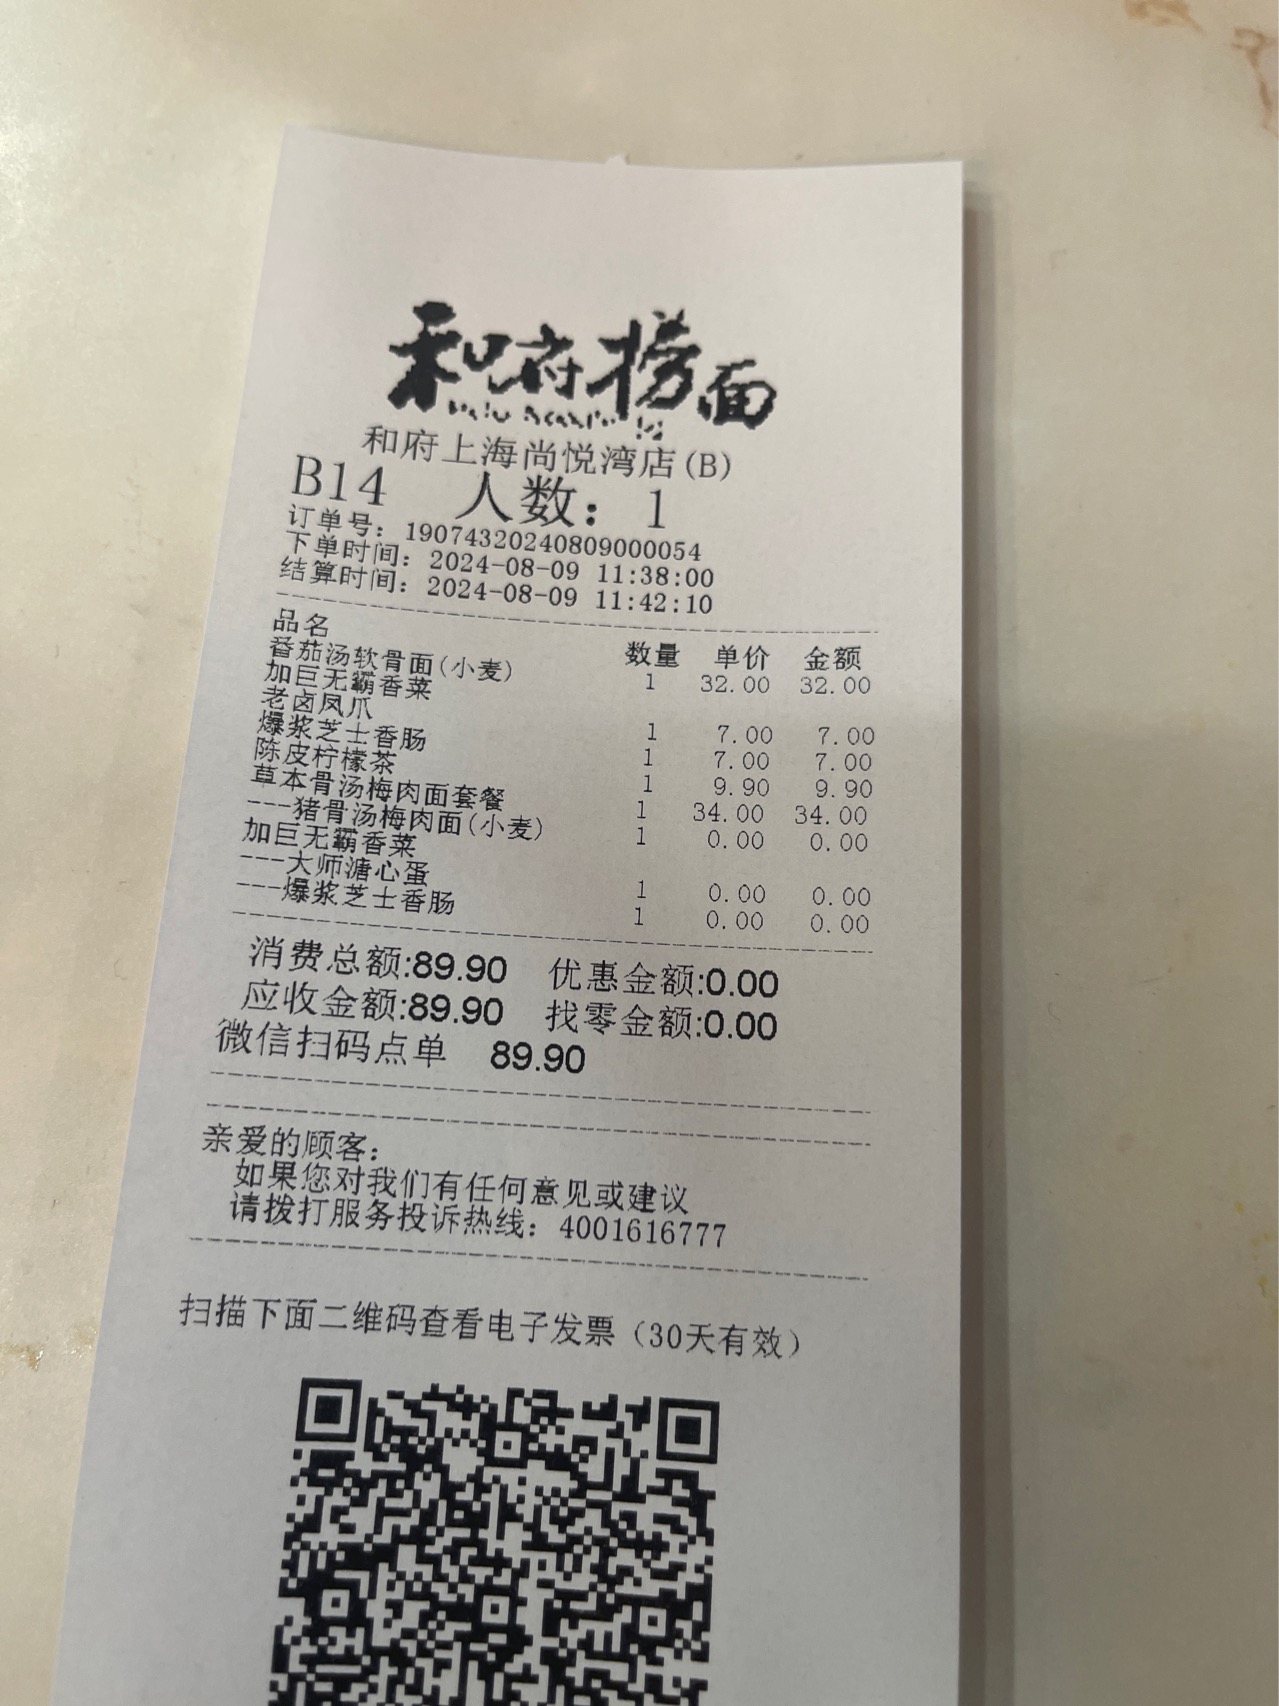 和府捞面
和府上海尚悦湾店(B)
B14 人数: 1
订单号: 19074320240809000054
下单时间: 2024-08-09 11:38:00
结算时间: 2024-08-09 11:42:10
品名 数量 单价 金额
番茄汤软骨面(小麦) 1 32.00 32.00
加巨无霸香菜
老卤凤爪 1 7.00 7.00
爆浆芝士香肠 1 7.00 7.00
陈皮柠檬茶 1 9.90 9.90
草本骨汤梅肉面套餐 1 34.00 34.00
---猪骨汤梅肉面(小麦) 1 0.00 0.00
加巨无霸香菜
---大师溏心蛋 1 0.00 0.00
---爆浆芝士香肠 1 0.00 0.00
消费总额:89.90 优惠金额:0.00
应收金额:89.90 找零金额:0.00
微信扫码点单 89.90
亲爱的顾客:
如果您对我们有任何意见或建议
请拨打服务投诉热线: 4001616777
扫描下面二维码查看电子发票(30天有效)